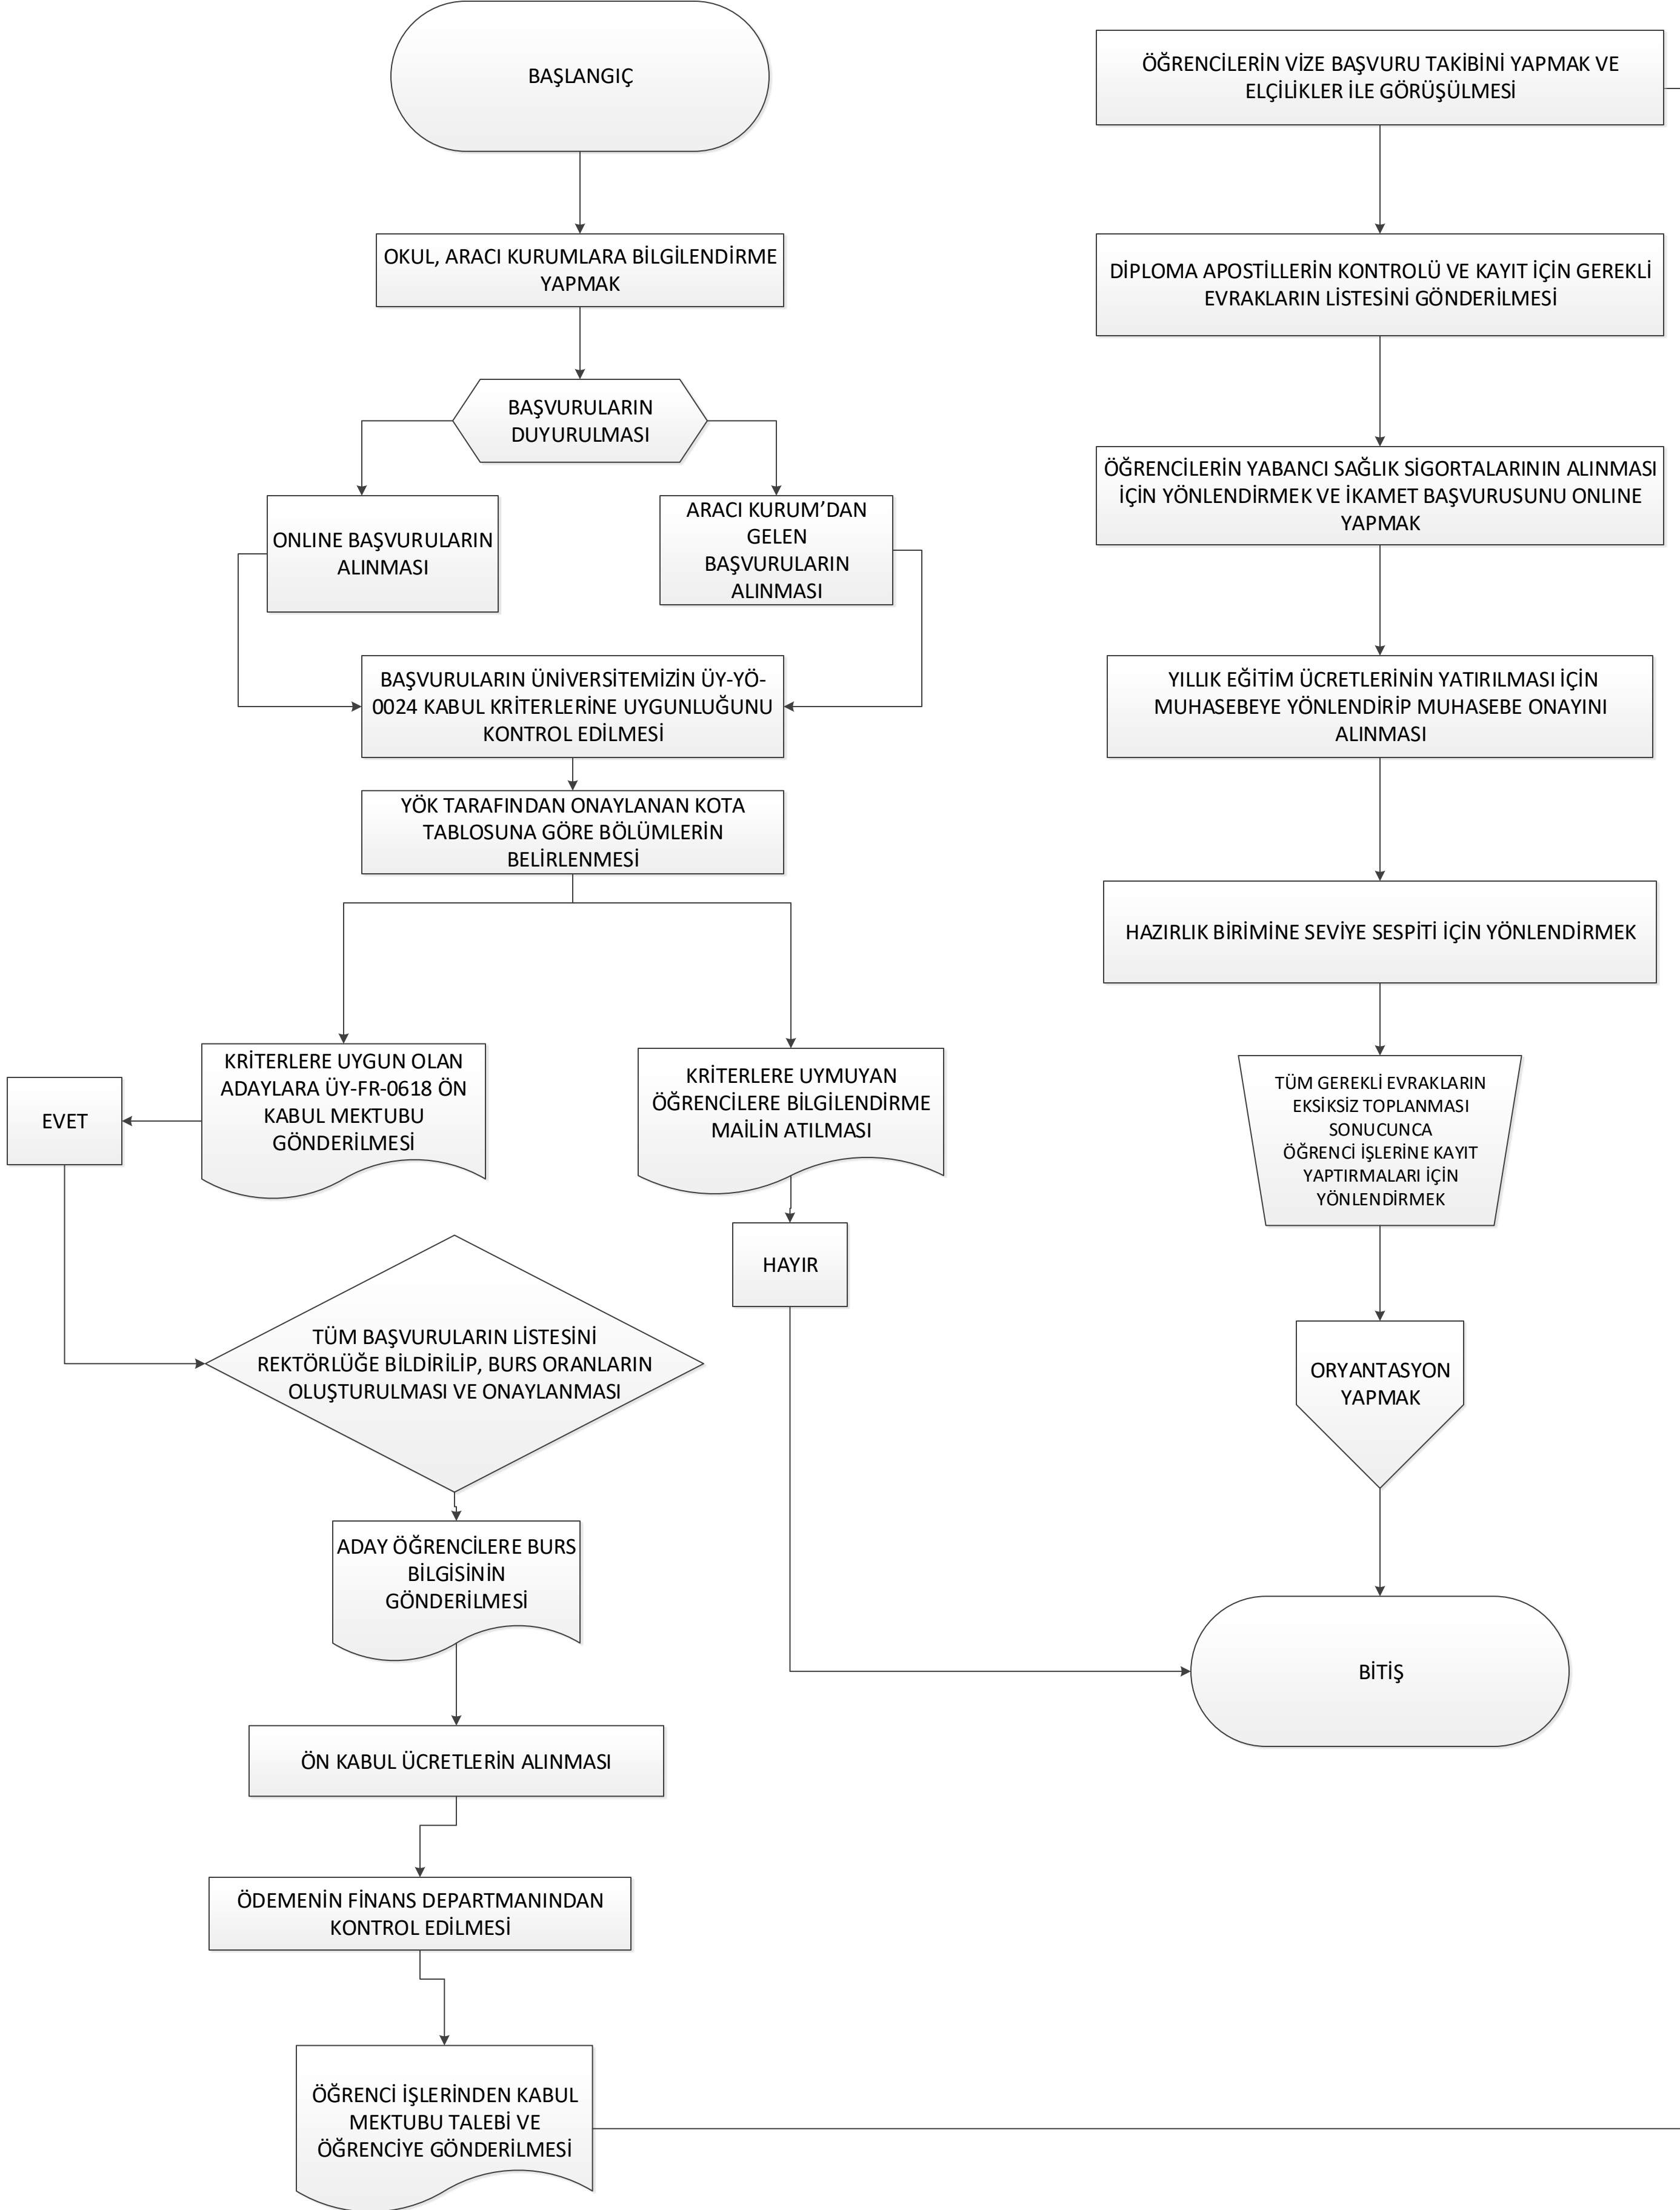 BAŞLANGIÇ
OKUL, ARACI KURUMLARA BİLGİLENDİRME
YAPMAK
BAŞVURULARIN
DUYURULMASI
ONLINE BAŞVURULARIN
ALINMASI
ARACI KURUM’DAN
GELEN
BAŞVURULARIN
ALINMASI
BAŞVURULARIN ÜNİVERSİTEMİZİN ÜY-YÖ-
0024 KABUL KRİTERLERİNE UYGUNLUĞUNU
KONTROL EDİLMESİ
YÖK TARAFINDAN ONAYLANAN KOTA
TABLOSUNA GÖRE BÖLÜMLERİN
BELİRLENMESİ
KRİTERLERE UYGUN OLAN
ADAYLARA ÜY-FR-0618 ÖN
KABUL MEKTUBU
GÖNDERİLMESİ
EVET
KRİTERLERE UYMUYAN
ÖĞRENCİLERE BİLGİLENDİRME
MAİLİN ATILMASI
HAYIR
TÜM BAŞVURULARIN LİSTESİNİ
REKTÖRLÜĞE BİLDİRİLİP, BURS ORANLARIN
OLUŞTURULMASI VE ONAYLANMASI
ADAY ÖĞRENCİLERE BURS
BİLGİSİNİN
GÖNDERİLMESİ
ÖN KABUL ÜCRETLERİN ALINMASI
ÖDEMENİN FİNANS DEPARTMANINDAN
KONTROL EDİLMESİ
ÖĞRENCİ İŞLERİNDEN KABUL
MEKTUBU TALEBİ VE
ÖĞRENCİYE GÖNDERİLMESİ
ÖĞRENCİLERİN VİZE BAŞVURU TAKİBİNİ YAPMAK VE
ELÇİLİKLER İLE GÖRÜŞÜLMESİ
DİPLOMA APOSTİLLERİN KONTROLÜ VE KAYIT İÇİN GEREKLİ
EVRAKLARIN LİSTESİNİ GÖNDERİLMESİ
ÖĞRENCİLERİN YABANCI SAĞLIK SİGORTALARININ ALINMASI
İÇİN YÖNLENDİRMEK VE İKAMET BAŞVURUSUNU ONLINE
YAPMAK
YILLIK EĞİTİM ÜCRETLERİNİN YATIRILMASI İÇİN
MUHASEBEYE YÖNLENDİRİP MUHASEBE ONAYINI
ALINMASI
HAZIRLIK BİRİMİNE SEVİYE SESPİTİ İÇİN YÖNLENDİRMEK
TÜM GEREKLİ EVRAKLARIN
EKSİKSİZ TOPLANMASI
SONUCUNCA
ÖĞRENCİ İŞLERİNE KAYIT
YAPTIRMALARI İÇİN
YÖNLENDİRMEK
ORYANTASYON
YAPMAK
BİTİŞ